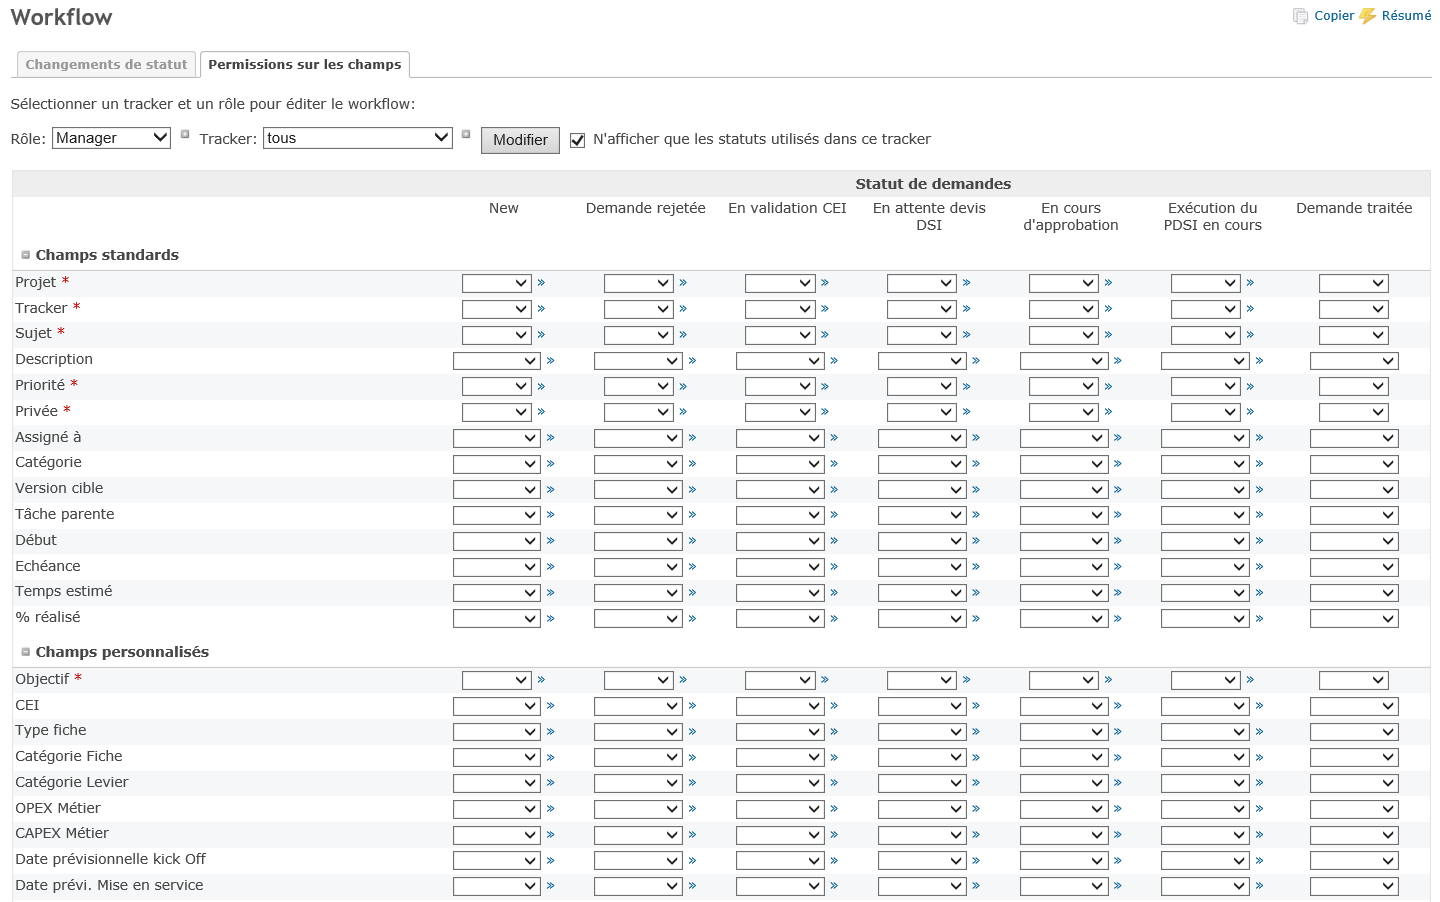 Workflow
Copier Résumé
Changements de statut Permissions sur les champs
Sélectionner un tracker et un rôle pour éditer le workflow:
Rôle: Manager Tracker: tous Modifier N'afficher que les statuts utilisés dans ce tracker
Statut de demandes
New Demande rejetée En validation CEI En attente devis DSI En cours d'approbation Exécution du PDSI en cours Demande traitée
Champs standards
Projet * » » » » » »
Tracker * » » » » » »
Sujet * » » » » » »
Description » » » » » »
Priorité * » » » » » »
Privée * » » » » » »
Assigné à » » » » » »
Catégorie » » » » » »
Version cible » » » » » »
Tâche parente » » » » » »
Début » » » » » »
Echéance » » » » » »
Temps estimé » » » » » »
% réalisé » » » » » »
Champs personnalisés
Objectif * » » » » » »
CEI » » » » » »
Type fiche » » » » » »
Catégorie Fiche » » » » » »
Catégorie Levier » » » » » »
OPEX Métier » » » » » »
CAPEX Métier » » » » » »
Date prévisionnelle kick Off » » » » » »
Date prévi. Mise en service » » » » » »